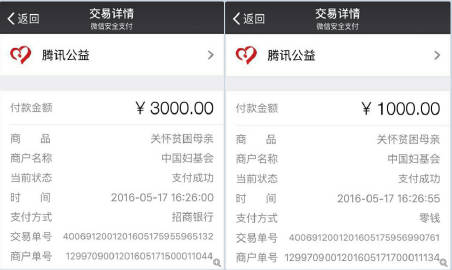 返回
交易详情
微信安全支付
腾讯公益
付款金额 ￥3000.00
商 品 关怀贫困母亲
商户名称 中国妇基会
当前状态 支付成功
时 间 2016-05-17 16:26:00
支付方式 招商银行
交易单号 4006912001201605175955965132
商户单号 1299709001201605171500011044
返回
交易详情
微信安全支付
腾讯公益
付款金额 ￥1000.00
商 品 关怀贫困母亲
商户名称 中国妇基会
当前状态 支付成功
时 间 2016-05-17 16:26:55
支付方式 零钱
交易单号 4006912001201605175956990761
商户单号 1299709001201605171700011134